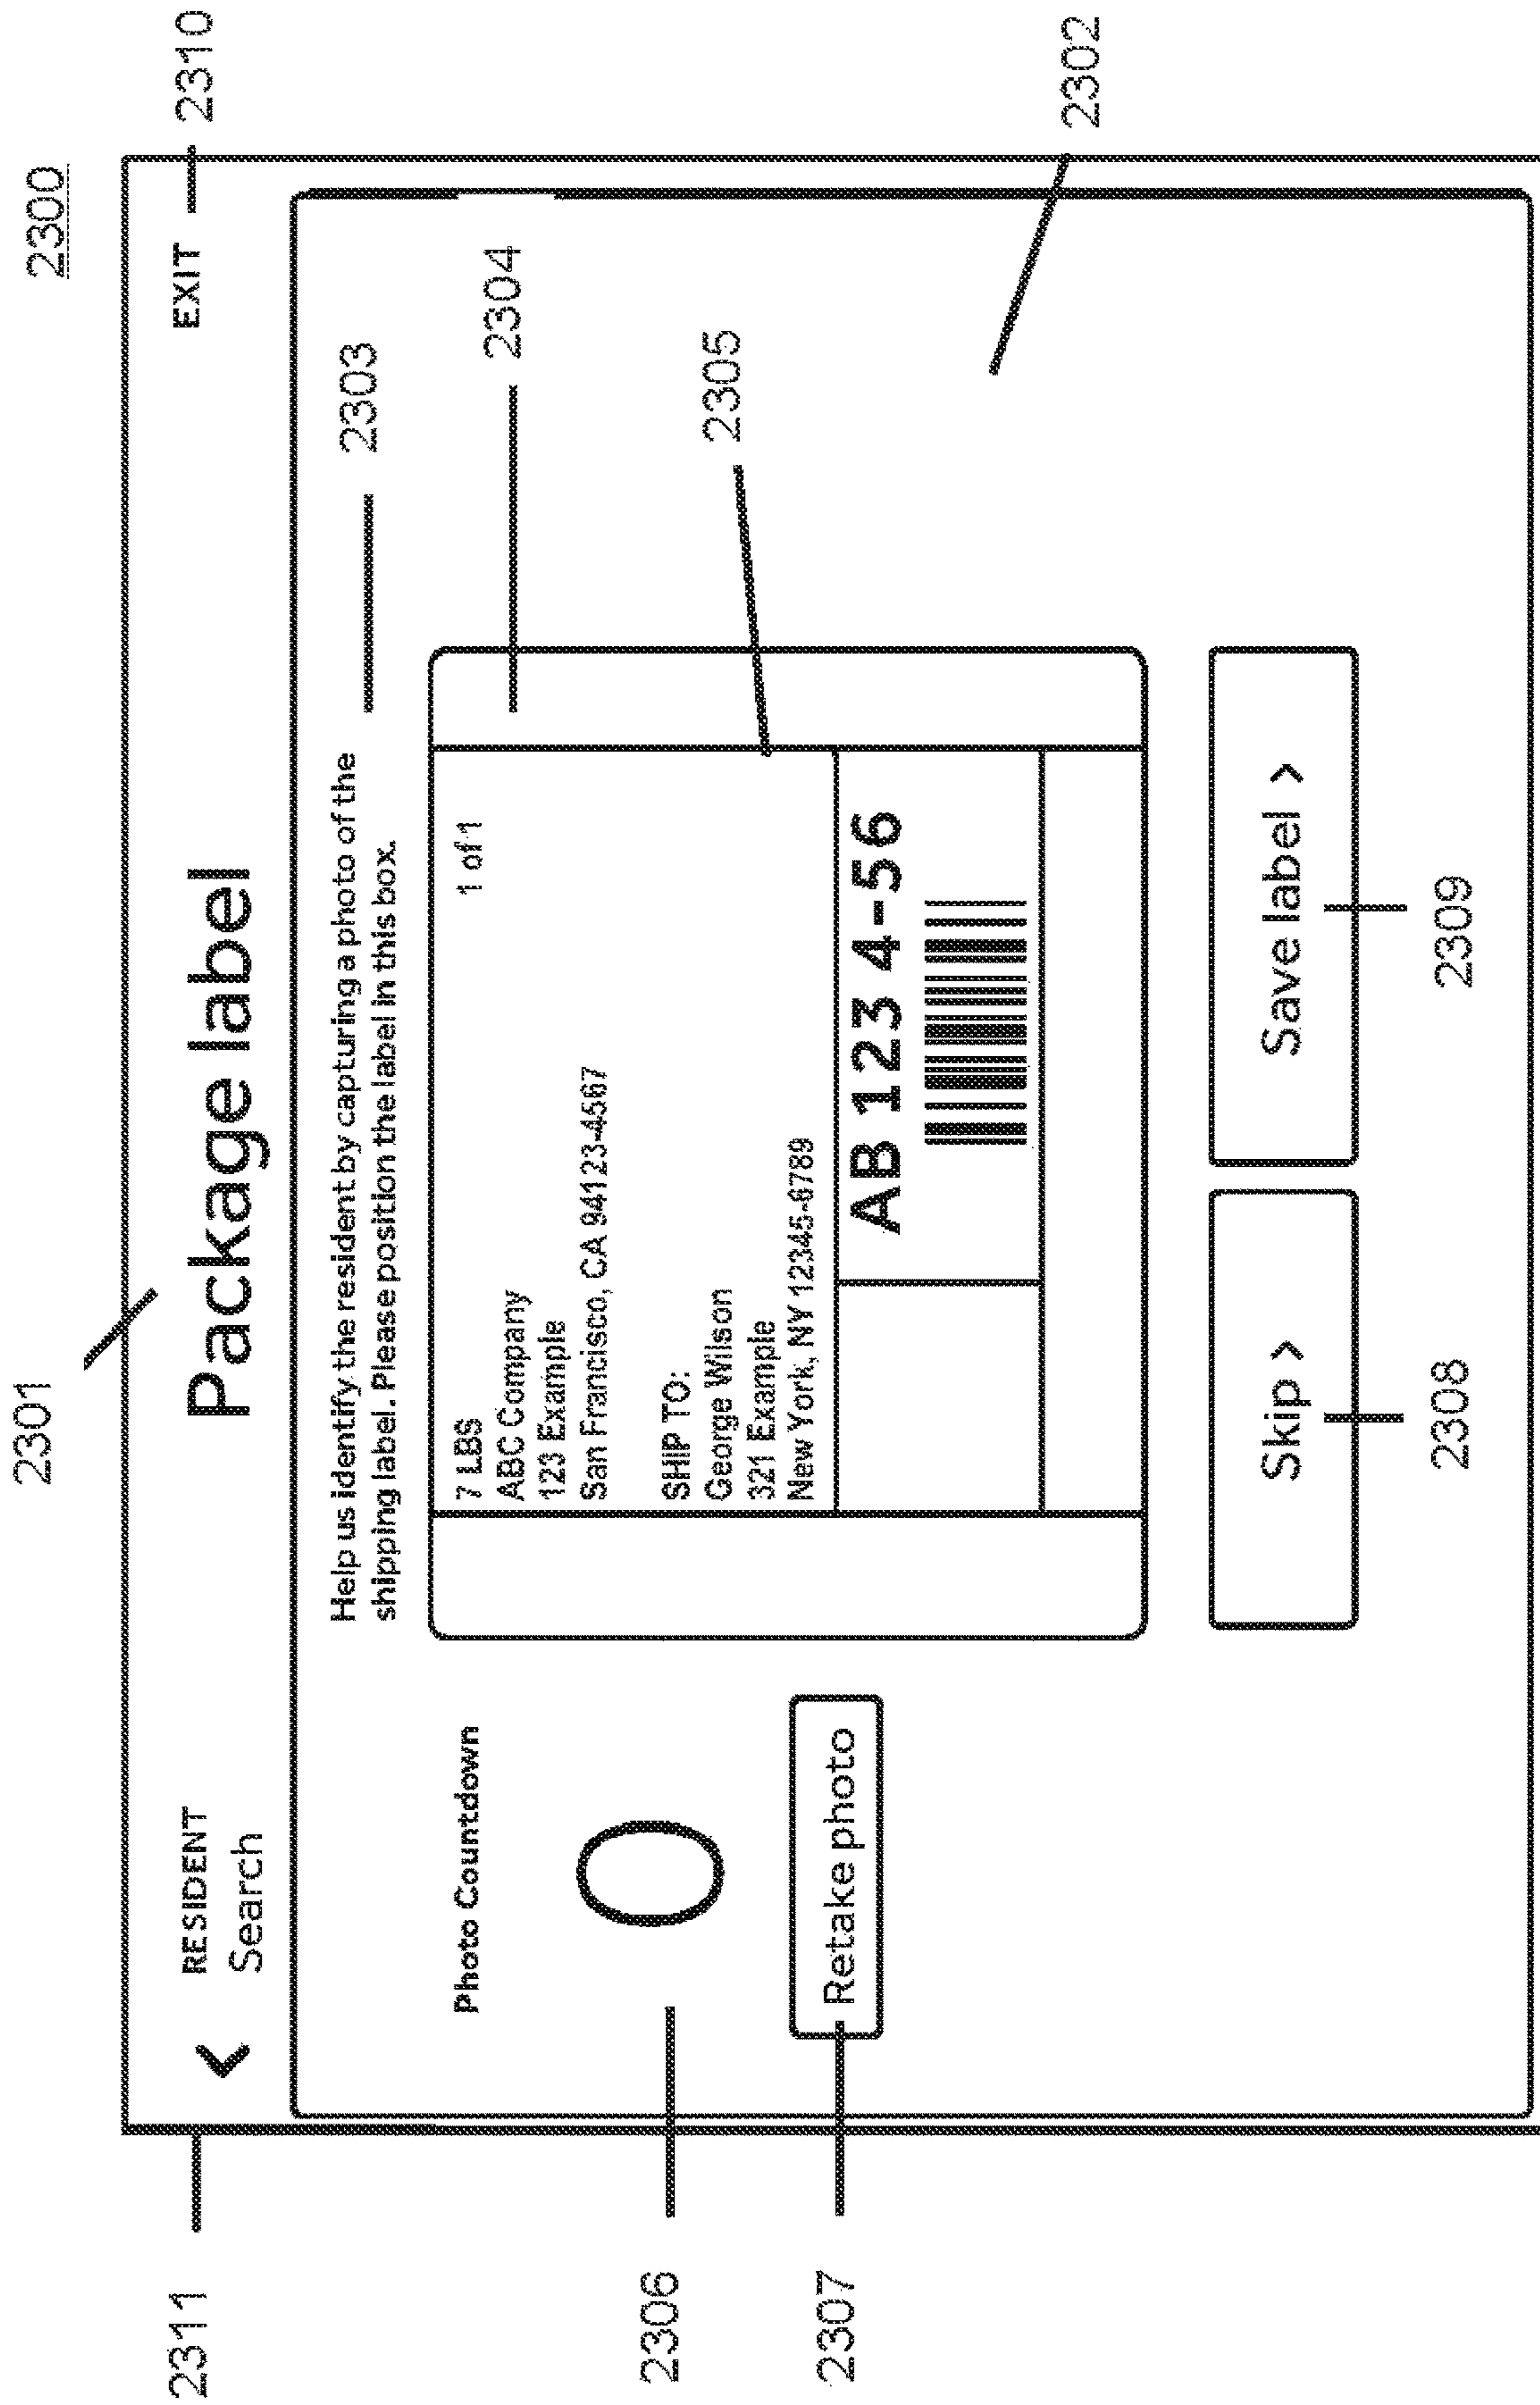 2300
2301
2310
2311
RESIDENT
Search
Package label
EXIT
Help us identify the resident by capturing a photo of the
shipping label. Please position the label in this box.
2303
Photo Countdown
0
2306
Retake photo
2307
7 LBS
1 of 1
2304
ABC Company
123 Example
San Francisco, CA 94123-4567
SHIP TO:
George Wilson
321 Example
New York, NY 12345-6789
2305
AB 123 4-56
2302
Skip >
Save label >
2308
2309